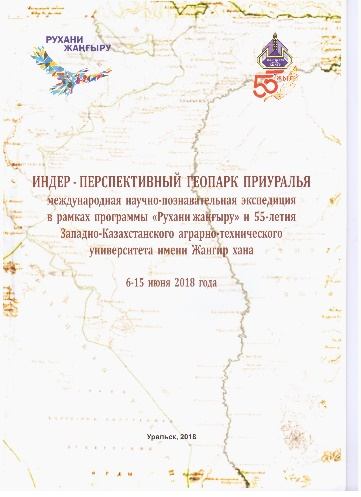 РУХАНИ
ЖАҢҒЫРУ
55 ЖЫЛ
ИНДЕР - ПЕРСПЕКТИВНЫЙ ГЕОПАРК ПРИУРАЛЬЯ
международная научно-познавательная экспедиция
в рамках программы «Рухани жаңғыру» и 55-летия
Западно-Казахстанского аграрно-технического
университета имени Жангир хана
6-15 июня 2018 года
Уральск, 2018